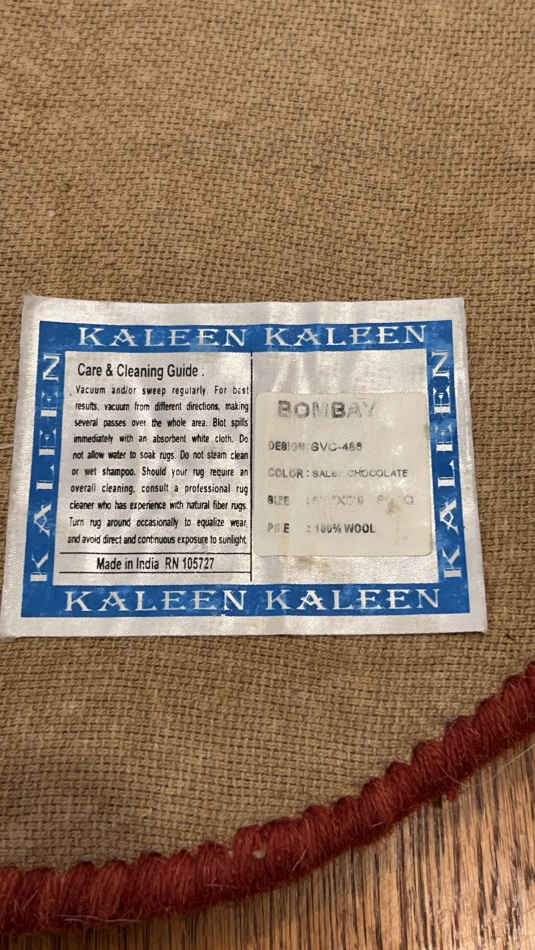 KALEEN KALEEN
KALEEN
Care & Cleaning Guide .
Vacuum and/or sweep regularly. For best
results, vacuum from different directions, making
several passes over the whole area. Blot spills
immediately with an absorbent white cloth. Do
not allow water to soak rugs. Do not steam clean
or wet shampoo. Should your rug require an
overall cleaning, consult a professional rug
cleaner who has experience with natural fiber rugs.
Turn rug around occasionally to equalize wear,
and avoid direct and continuous exposure to sunlight.
Made in India RN 105727
BOMBAY
DESIGN: SVC-486
COLOR : CHOCOLATE
SIZE :
PILE : 100% WOOL
KALEEN
KALEEN KALEEN